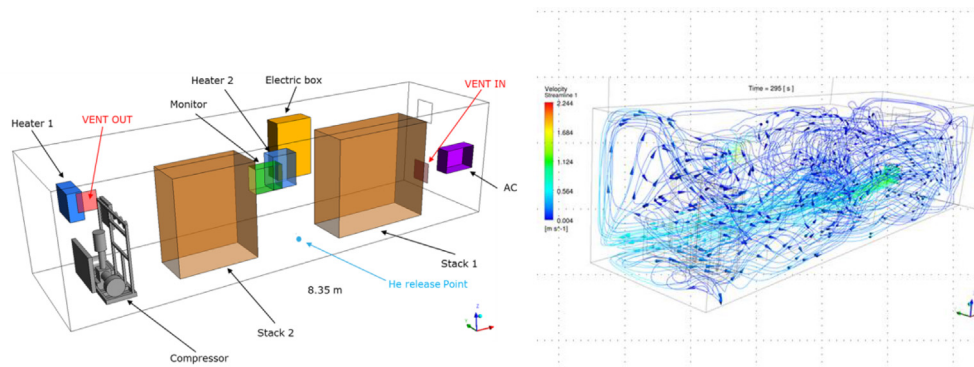 Heater 2
Electric box
VENT IN
Monitor
Heater 1
VENT OUT
AC
Stack 1
He release Point
8.35 m
Stack 2
Compressor
Velocity
Streamline 1
Time = 295 [ s ]
2.244
1.684
1.124
0.564
0.004
[m s^-1]